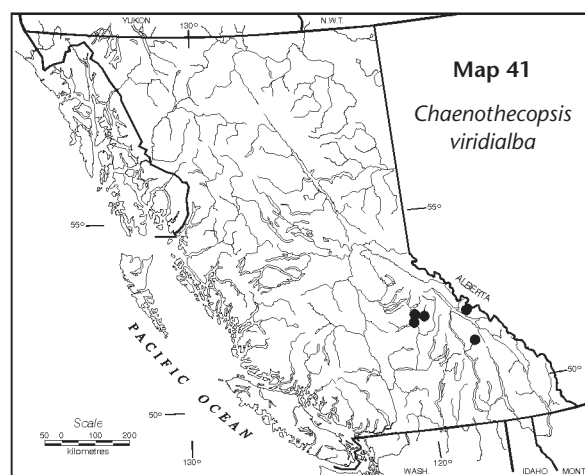 YUKON
130°
N.W.T.
Map 41
Chaenothecopsis
viridialba
55°
55°
ALBERTA
PACIFIC OCEAN
50°
50°
Scale
50 0 100 200
kilometres
130°
120°
WASH.
IDAHO
MONT